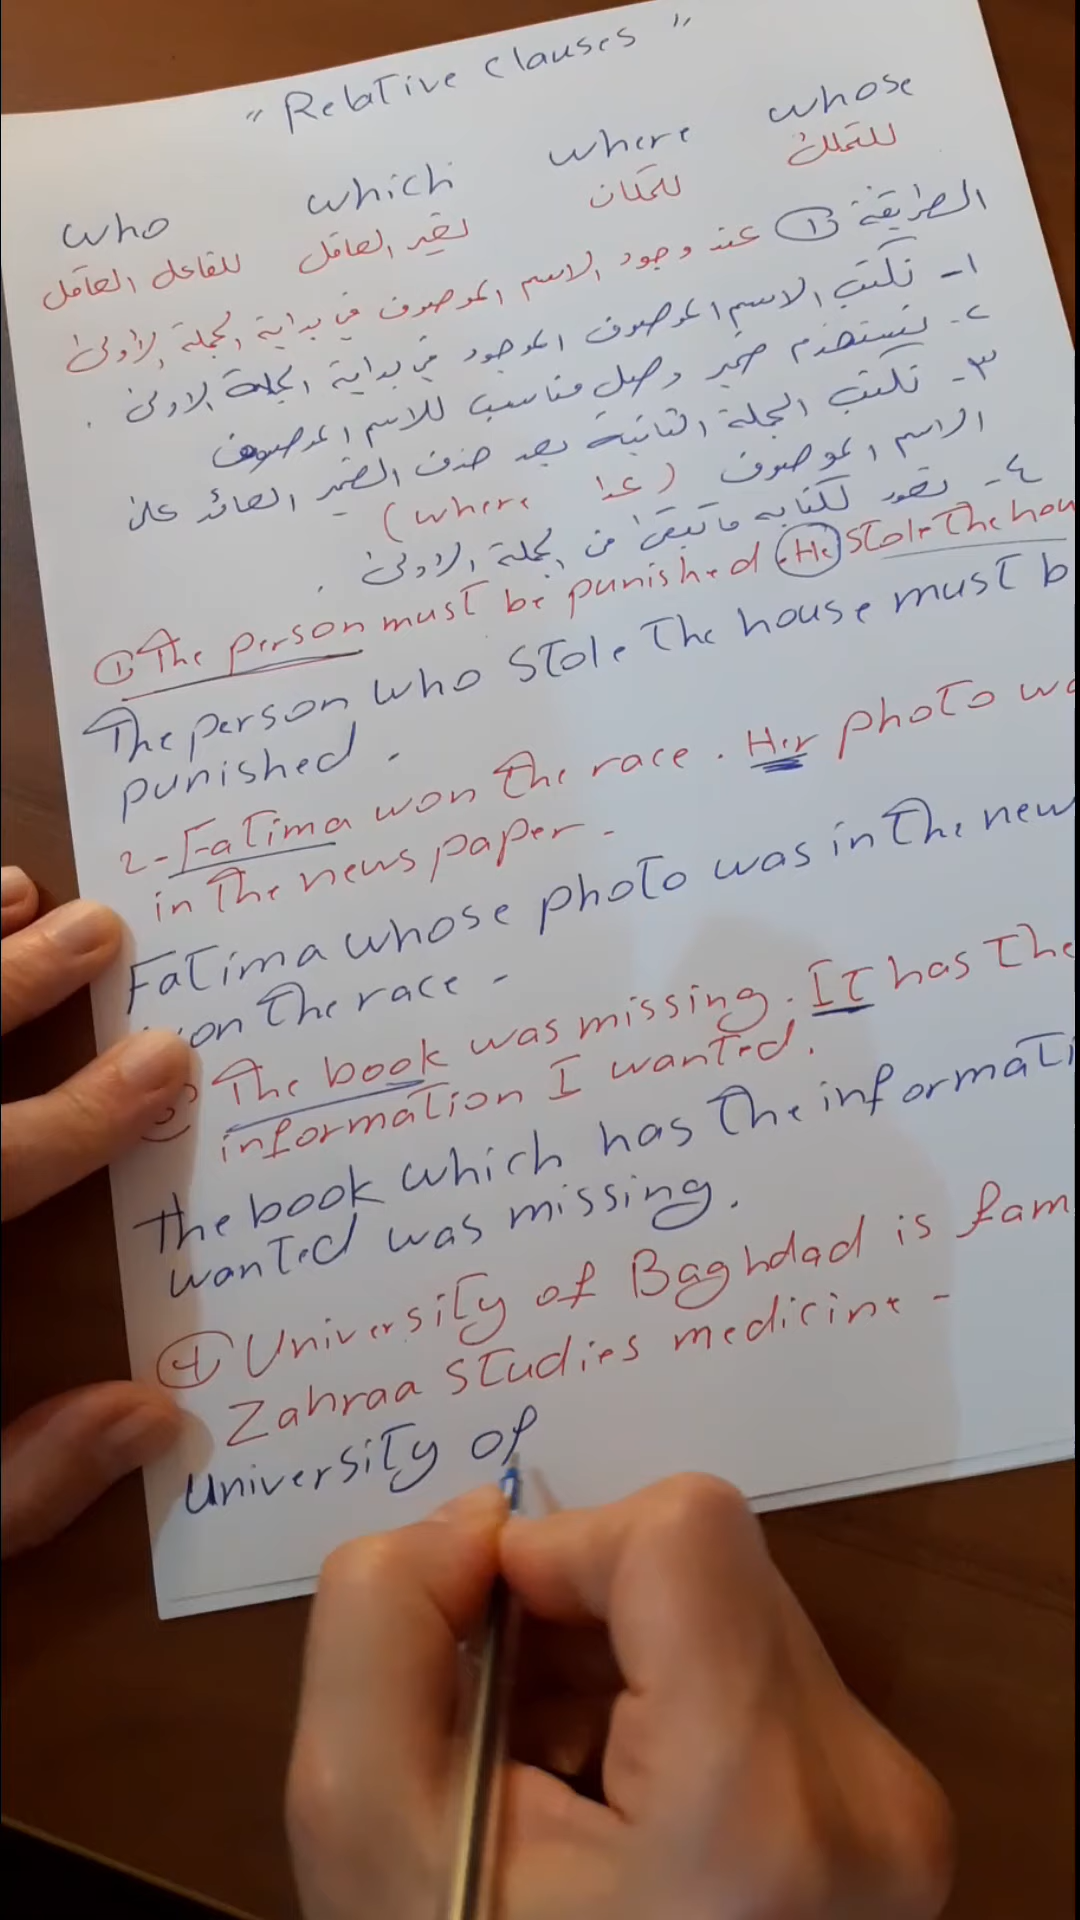 " Relative Clauses "
who which where whose
للفاعل العاقل لغير العاقل للمكان للتملك
الطريقة ١ عند وجود الاسم الموصوف في بداية الجملة الاولى
١- نكتب الاسم الموصوف الموجود في بداية الجملة الاولى .
٢- نستخدم ضمير وصل مناسب للاسم الموصوف
٣- نكتب الجملة الثانية بعد حذف الضمير العائد على
الاسم الموصوف (عدا where)
٤- نعود لكتابة ماتبقى من الجملة الاولى .
① The person must be punished . He stole the hou
The person who stole the house must b
punished .
2- Fatima won the race . Her photo wa
in the news paper .
Fatima whose photo was in the new
won the race .
The book was missing . It has the
information I wanted .
the book which has the informati
wanted was missing .
④ University of Baghdad is fam
Zahraa studies medicine .
University of